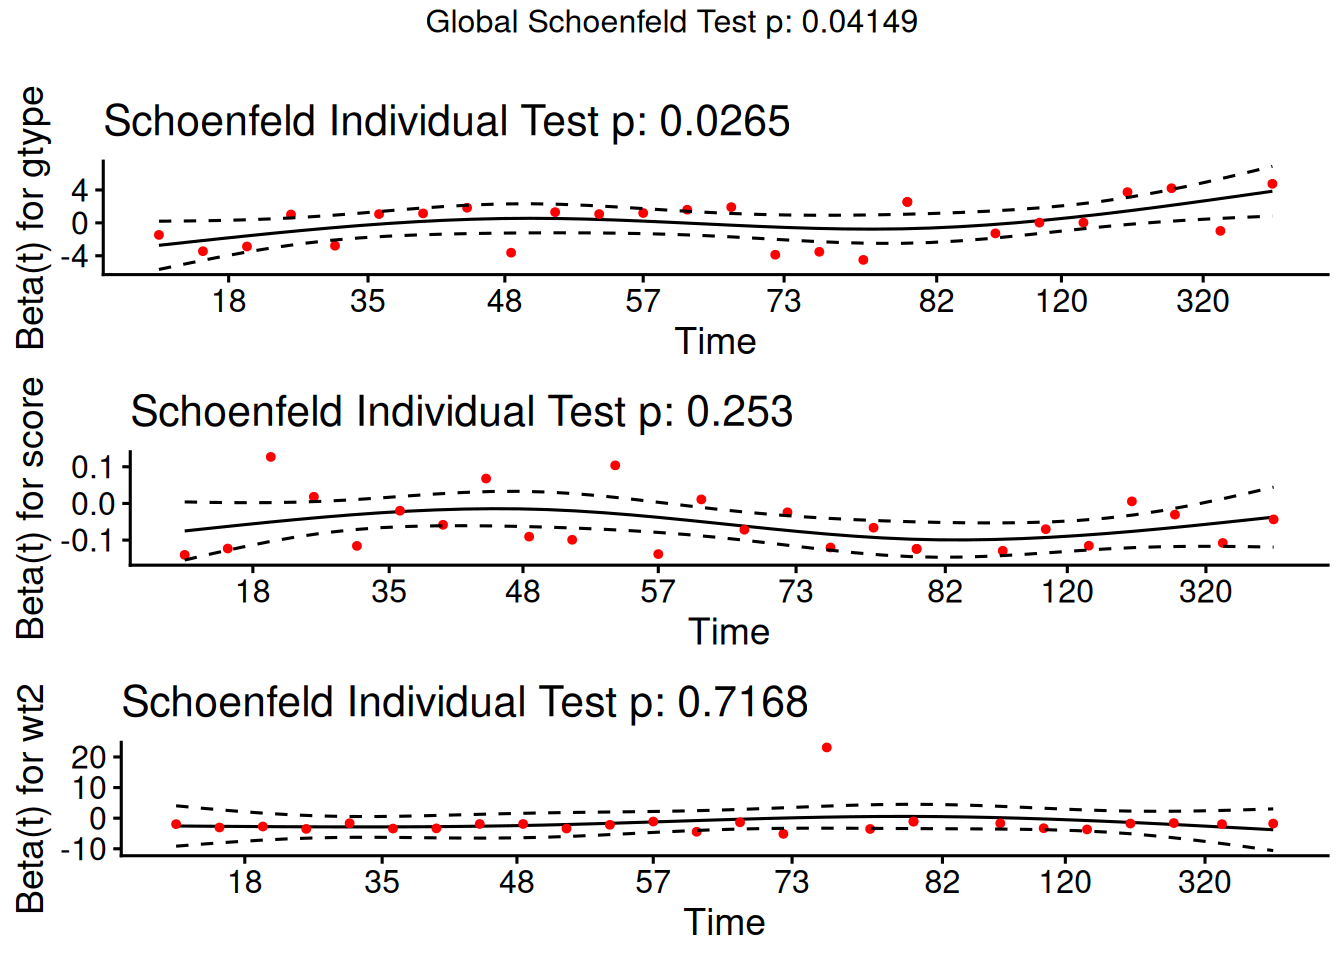 Global Schoenfeld Test p: 0.04149
Schoenfeld Individual Test p: 0.0265
Beta(t) for gtype
4
0
-4
18 35 48 57 73 82 120 320
Time
Schoenfeld Individual Test p: 0.253
Beta(t) for score
0.1
0.0
-0.1
18 35 48 57 73 82 120 320
Time
Schoenfeld Individual Test p: 0.7168
Beta(t) for wt2
20
10
0
-10
18 35 48 57 73 82 120 320
Time